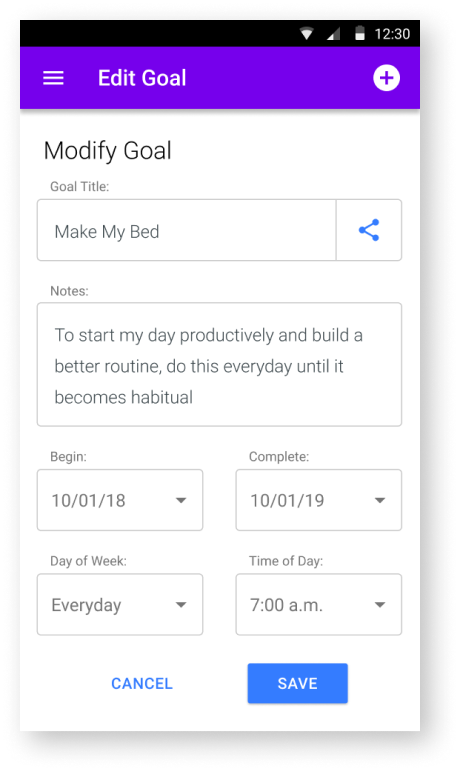 12:30
Edit Goal
Modify Goal
Goal Title:
Make My Bed
Notes:
To start my day productively and build a
better routine, do this everyday until it
becomes habitual
Begin: Complete:
10/01/18 10/01/19
Day of Week: Time of Day:
Everyday 7:00 a.m.
CANCEL SAVE